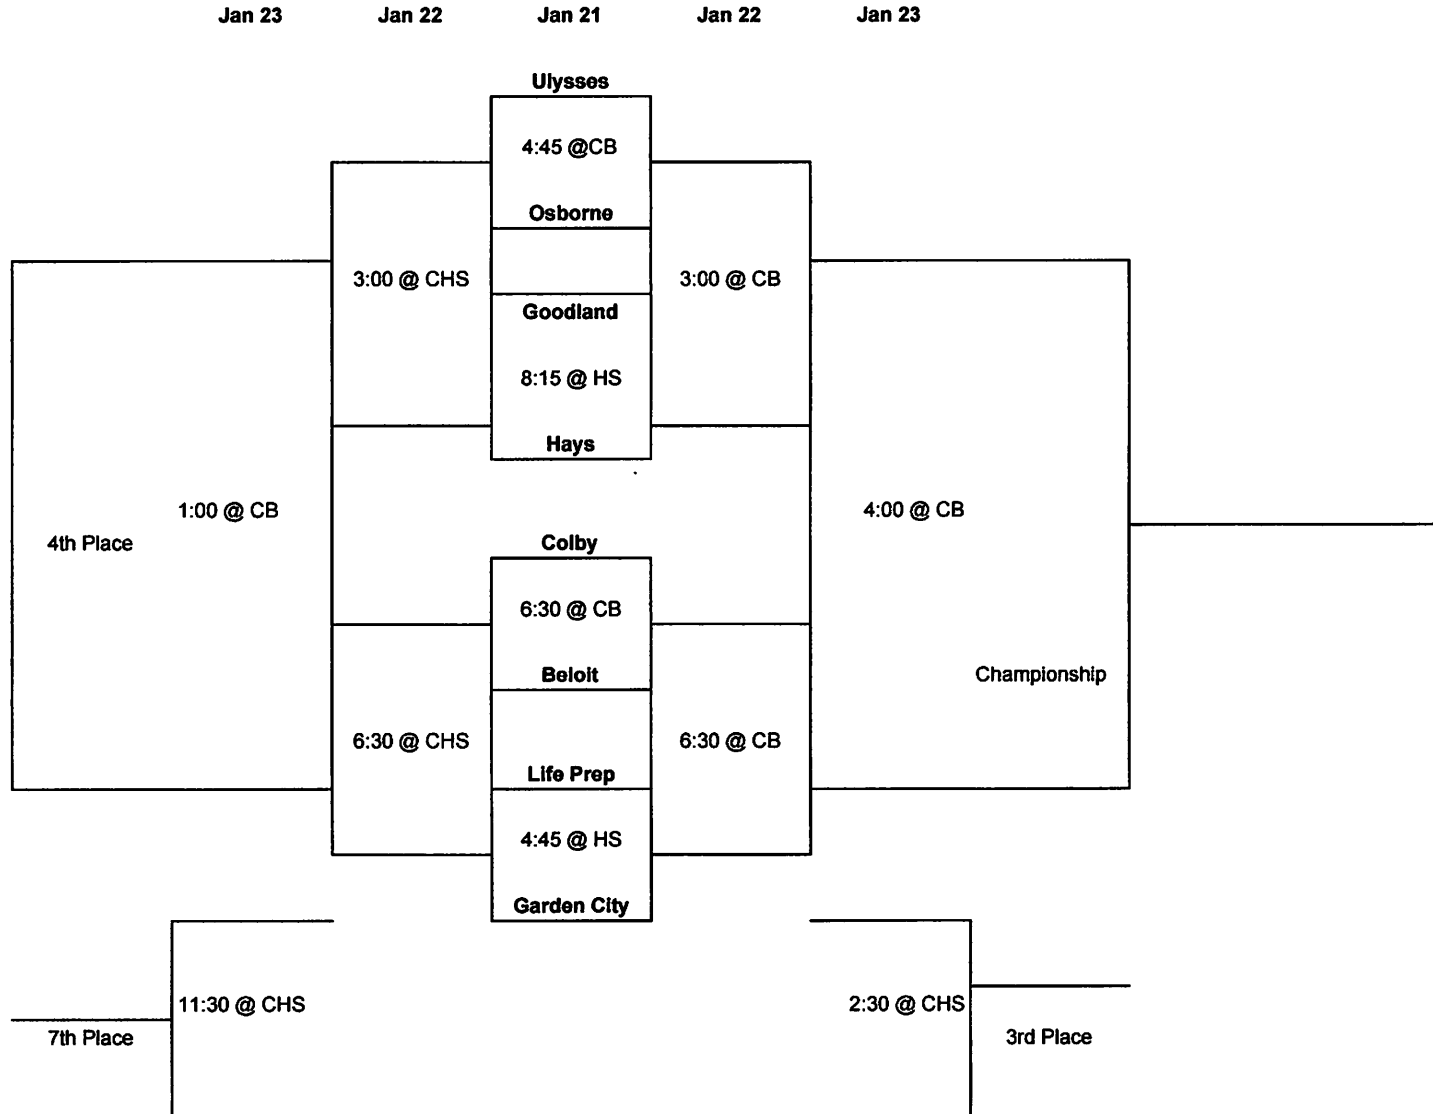 Jan 23 Jan 22 Jan 21 Jan 22 Jan 23
Ulysses
4:45 @CB
Osborne
3:00 @ CHS 3:00 @ CB
Goodland
8:15 @ HS
Hays
1:00 @ CB 4:00 @ CB
4th Place Colby
6:30 @ CB
Beloit Championship
6:30 @ CHS 6:30 @ CB
Life Prep
4:45 @ HS
Garden City
11:30 @ CHS 2:30 @ CHS
7th Place 3rd Place